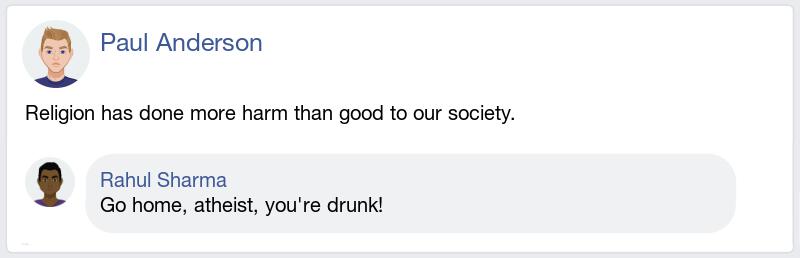 Paul Anderson
Religion has done more harm than good to our society.
Rahul Sharma
Go home, atheist, you're drunk!